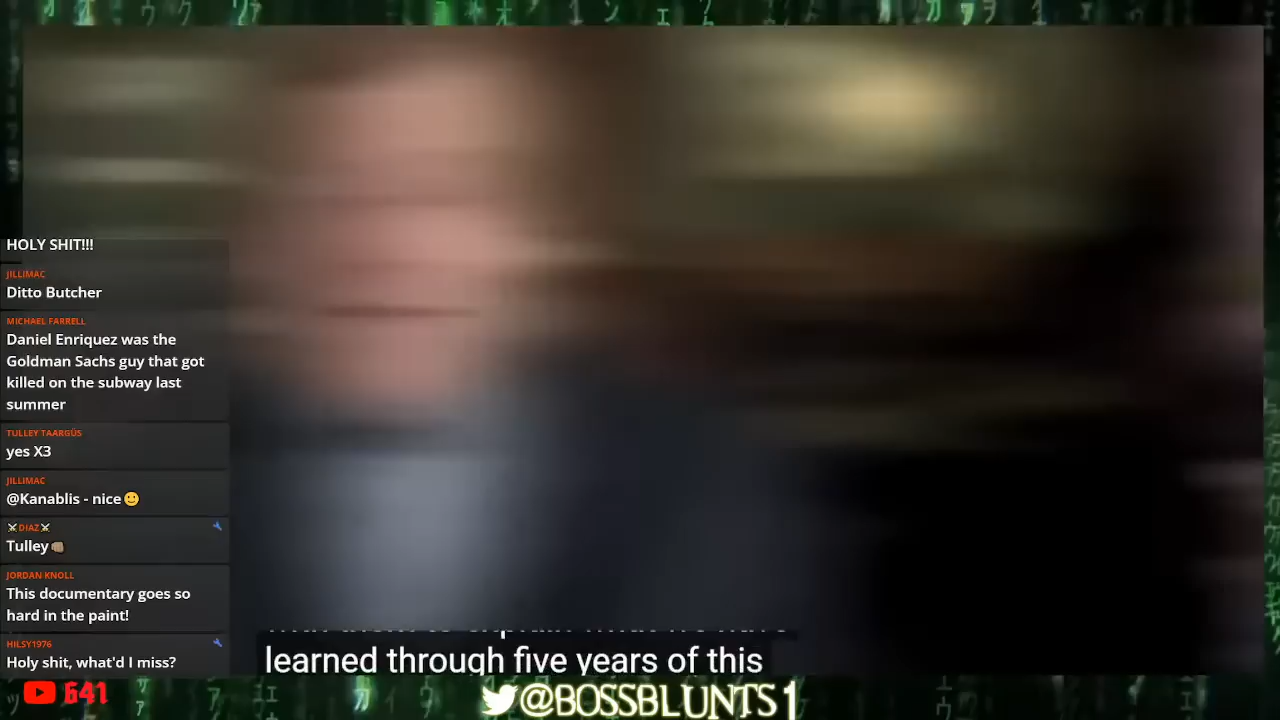 HOLY SHIT!!!
JILLIMAC
Ditto Butcher
MICHAEL FARRELL
Daniel Enriquez was the
Goldman Sachs guy that got
killed on the subway last
summer
TULLEY TAARGÜS
yes X3
JILLIMAC
@Kanablis - nice🙂
⚔DIAZ⚔
Tulley👊🏽
JORDAN KNOLL
This documentary goes so
hard in the paint!
HILSY1976
Holy shit, what'd I miss?
learned through five years of this
641
@BOSSBLUNTS1